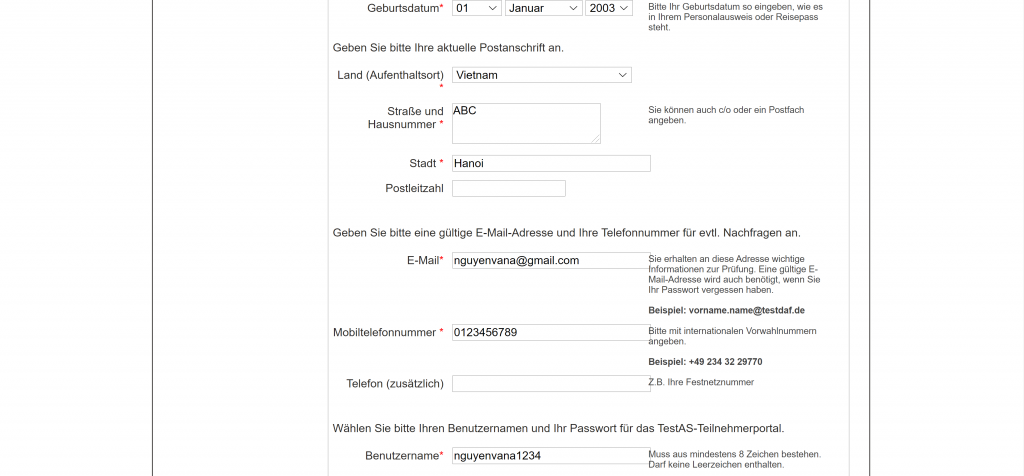 Geburtsdatum* 01 Januar 2003 Bitte Ihr Geburtsdatum so eingeben, wie es
in Ihrem Personalausweis oder Reisepass
steht.
Geben Sie bitte Ihre aktuelle Postanschrift an.
Land (Aufenthaltsort) Vietnam
*
Straße und ABC Sie können auch c/o oder ein Postfach
Hausnummer * angeben.
Stadt * Hanoi
Postleitzahl
Geben Sie bitte eine gültige E-Mail-Adresse und Ihre Telefonnummer für evtl. Nachfragen an.
E-Mail* nguyenvana@gmail.com Sie erhalten an diese Adresse wichtige
Informationen zur Prüfung. Eine gültige E-
Mail-Adresse wird auch benötigt, wenn Sie
Ihr Passwort vergessen haben.
Beispiel: vorname.name@testdaf.de
Mobiltelefonnummer * 0123456789 Bitte mit internationalen Vorwahlnummern
angeben.
Beispiel: +49 234 32 29770
Telefon (zusätzlich) Z.B. Ihre Festnetznummer
Wählen Sie bitte Ihren Benutzernamen und Ihr Passwort für das TestAS-Teilnehmerportal.
Benutzername* nguyenvana1234 Muss aus mindestens 8 Zeichen bestehen.
Darf keine Leerzeichen enthalten.